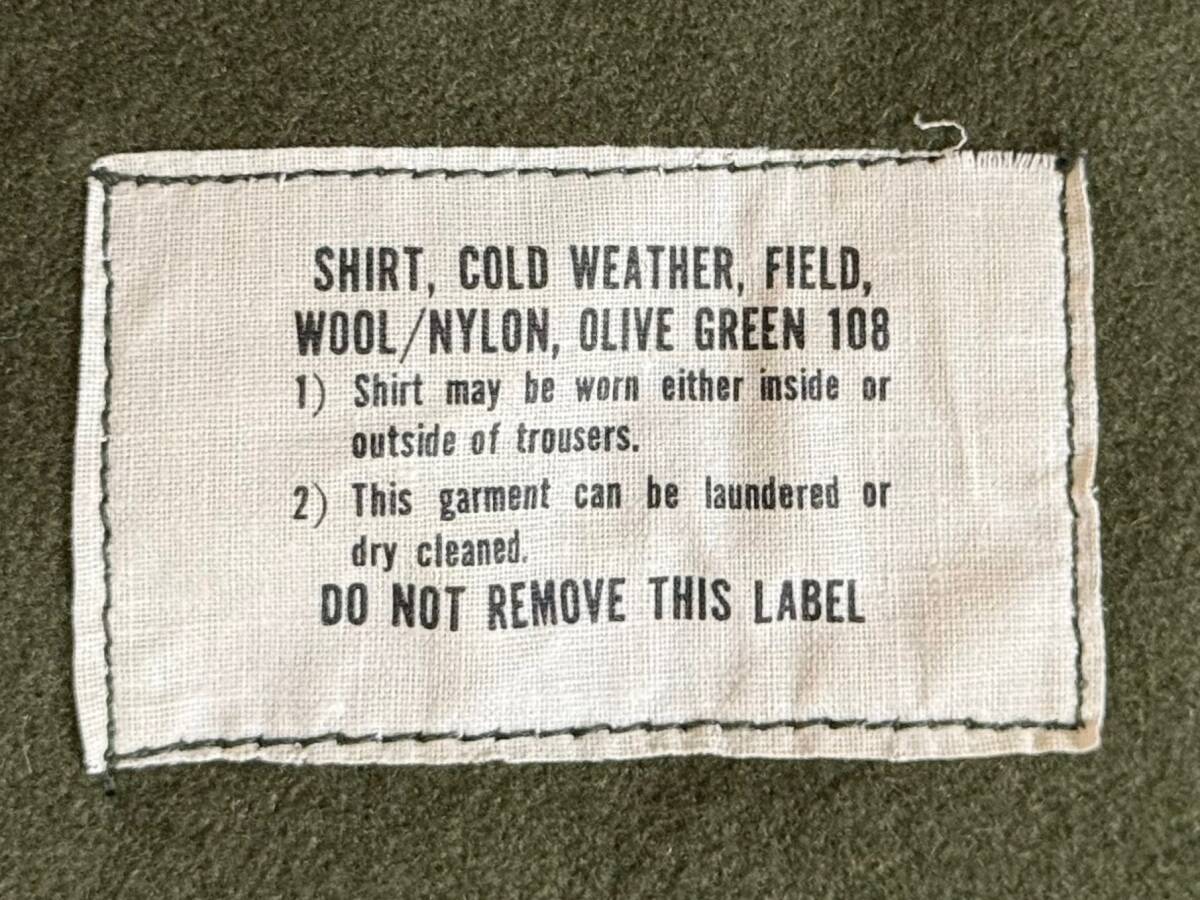 SHIRT, COLD WEATHER, FIELD,
WOOL/NYLON, OLIVE GREEN 108
1) Shirt may be worn either inside or
outside of trousers.
2) This garment can be laundered or
dry cleaned.
DO NOT REMOVE THIS LABEL